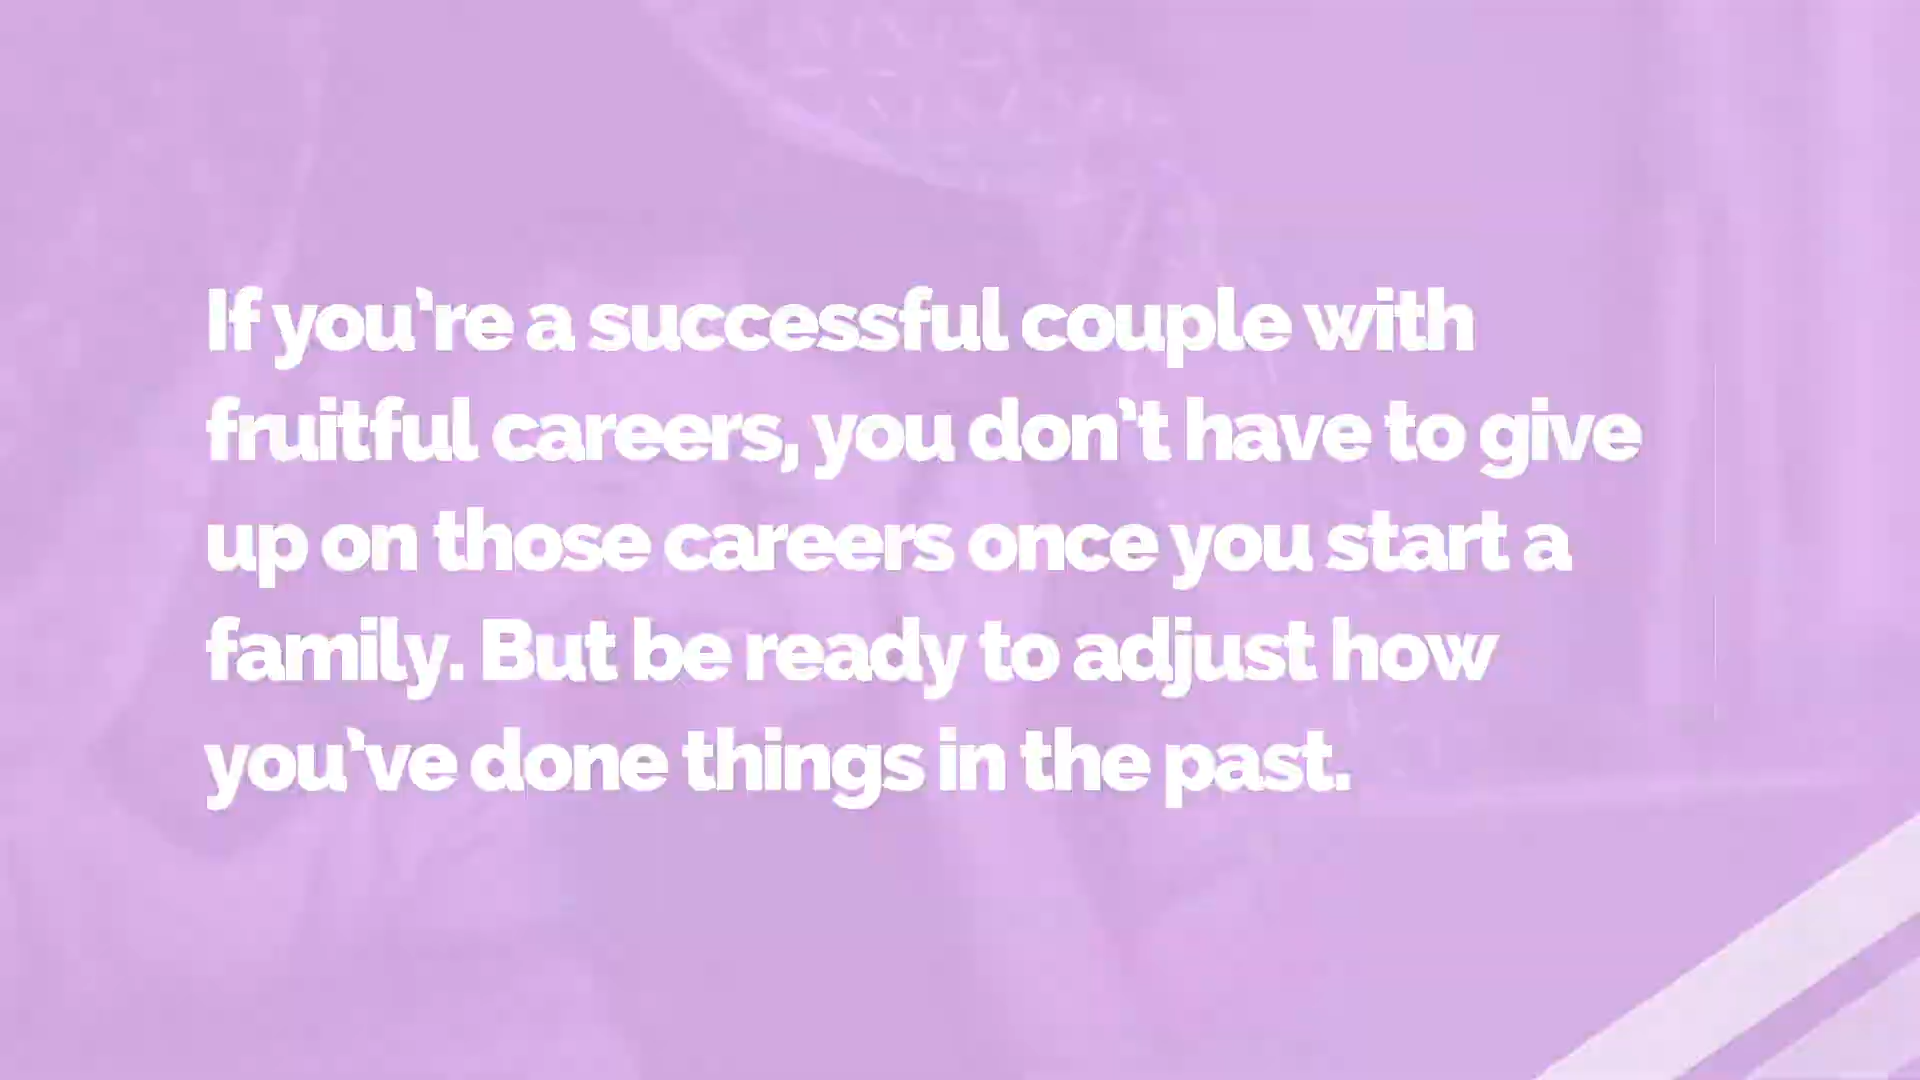 If you’re a successful couple with
fruitful careers, you don’t have to give
up on those careers once you start a
family. But be ready to adjust how
you’ve done things in the past.